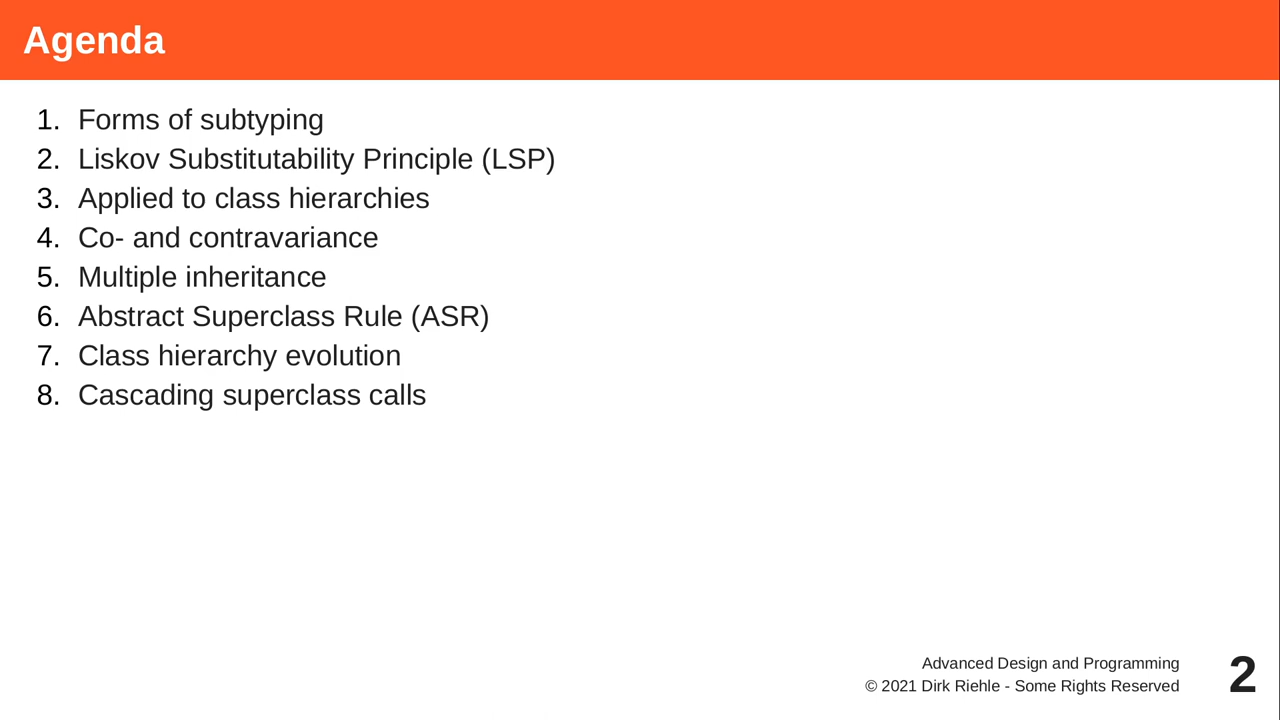 Agenda
1. Forms of subtyping
2. Liskov Substitutability Principle (LSP)
3. Applied to class hierarchies
4. Co- and contravariance
5. Multiple inheritance
6. Abstract Superclass Rule (ASR)
7. Class hierarchy evolution
8. Cascading superclass calls
Advanced Design and Programming
© 2021 Dirk Riehle - Some Rights Reserved
2